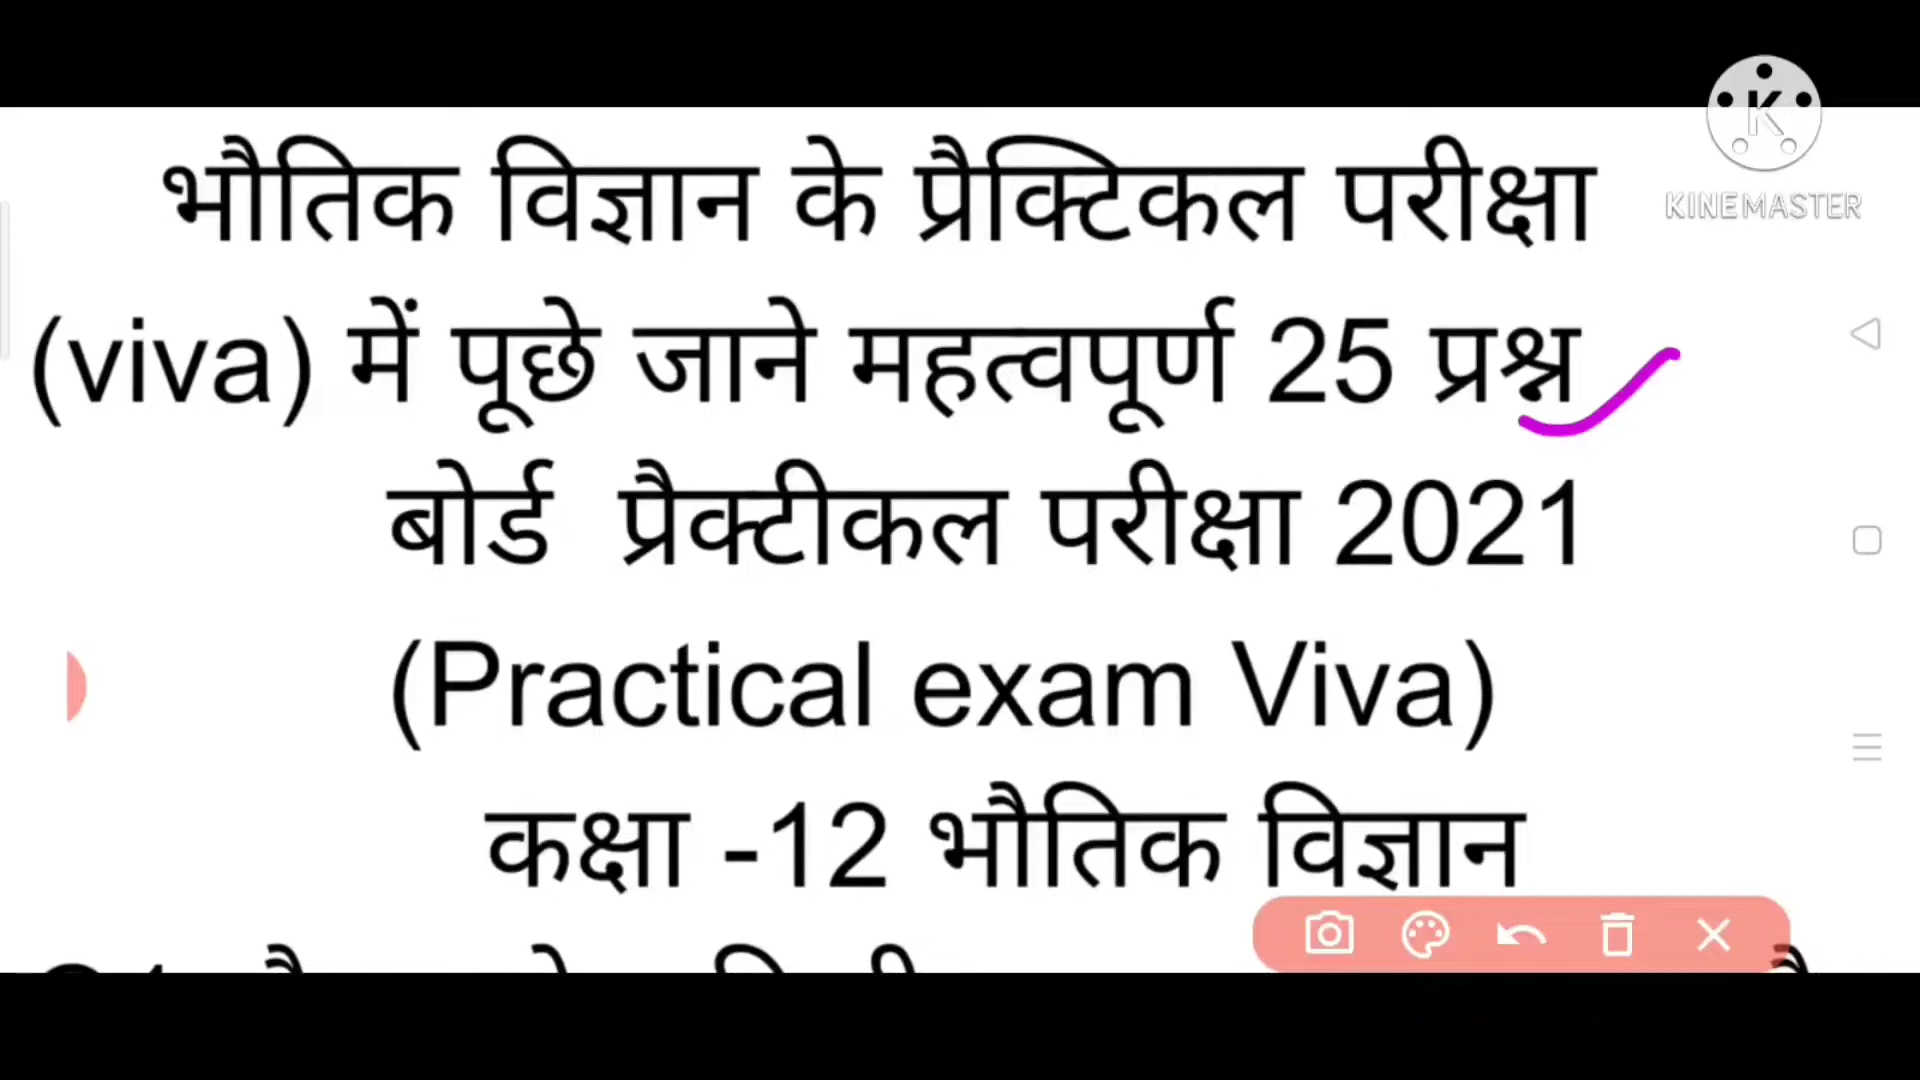 भौतिक विज्ञान के प्रैक्टिकल परीक्षा
(viva) में पूछे जाने महत्वपूर्ण 25 प्रश्न
बोर्ड प्रैक्टीकल परीक्षा 2021
(Practical exam Viva)
कक्षा -12 भौतिक विज्ञान
K
KINEMASTER